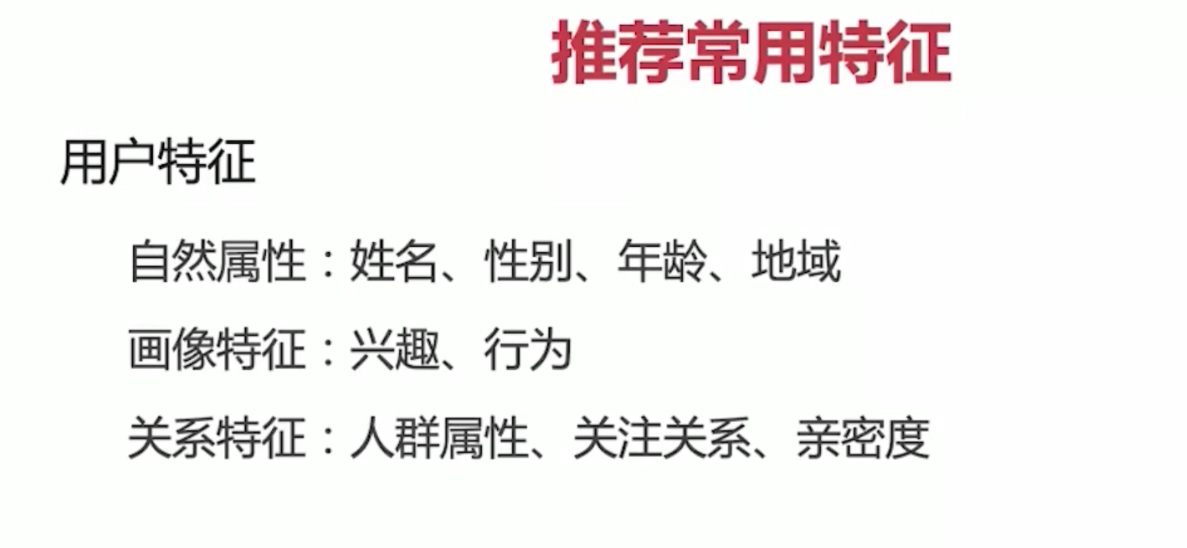 推荐常用特征
用户特征
自然属性：姓名、性别、年龄、地域
画像特征：兴趣、行为
关系特征：人群属性、关注关系、亲密度